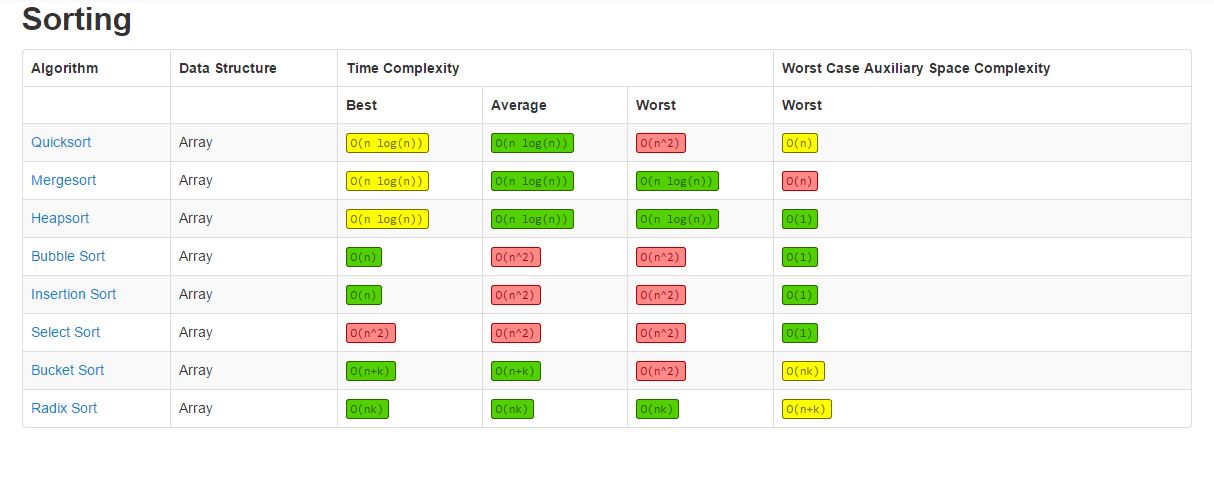 Sorting
Algorithm Data Structure Time Complexity Worst Case Auxiliary Space Complexity
Best Average Worst Worst
Quicksort Array O(n log(n)) O(n log(n)) O(n^2) O(n)
Mergesort Array O(n log(n)) O(n log(n)) O(n log(n)) O(n)
Heapsort Array O(n log(n)) O(n log(n)) O(n log(n)) O(1)
Bubble Sort Array O(n) O(n^2) O(n^2) O(1)
Insertion Sort Array O(n) O(n^2) O(n^2) O(1)
Select Sort Array O(n^2) O(n^2) O(n^2) O(1)
Bucket Sort Array O(n+k) O(n+k) O(n^2) O(nk)
Radix Sort Array O(nk) O(nk) O(nk) O(n+k)